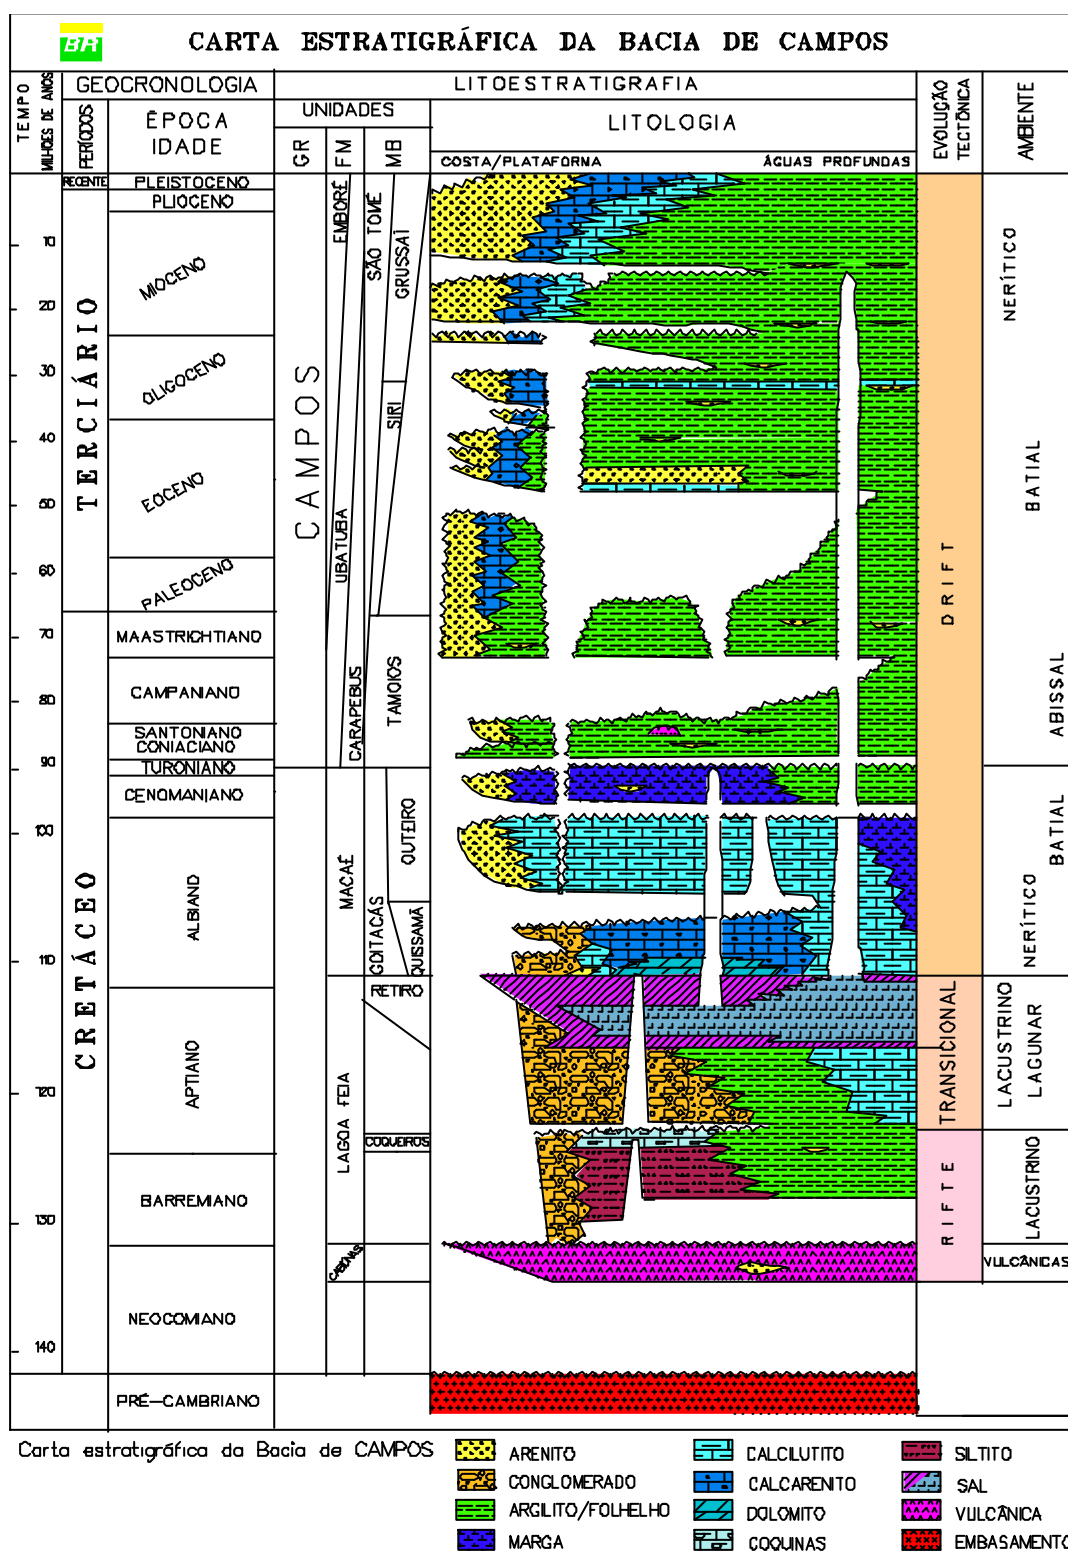 BR
CARTA ESTRATIGRÁFICA DA BACIA DE CAMPOS
TEMPO
MILHÕES DE ANOS
GEOCRONOLOGIA
PERÍODOS
ÉPOCA
IDADE
LITOESTRATIGRAFIA
UNIDADES
GR
FM
MB
LITOLOGIA
COSTA/PLATAFORMA
ÁGUAS PROFUNDAS
EVOLUÇÃO
TECTÔNICA
AMBIENTE
10
20
30
40
50
60
70
80
90
100
110
120
130
140
RECENTE
TERCIÁRIO
CRETÁCEO
PLEISTOCENO
PLIOCENO
MIOCENO
OLIGOCENO
EOCENO
PALEOCENO
MAASTRICHTIANO
CAMPANIANO
SANTONIANO
CONIACIANO
TURONIANO
CENOMANIANO
ALBIANO
APTIANO
BARREMIANO
NEOCOMIANO
PRÉ-CAMBRIANO
CAMPOS
EMBORÉ
UBATUBA
CARAPEBUS
SÃO TOMÉ
GRUSSAÍ
SIRI
TAMOIOS
MACAÉ
GOITACÁS
OUTEIRO
QUISSAMÃ
RETIRO
LAGOA FEIA
COQUEIROS
CABIÚNAS
DRIFT
TRANSICIONAL
RIFTE
NERÍTICO
BATIAL
ABISSAL
BATIAL
NERÍTICO
LACUSTRINO
LAGUNAR
LACUSTRINO
VULCÂNICAS
Carta estratigráfica da Bacia de CAMPOS
ARENITO
CONGLOMERADO
ARGILITO/FOLHELHO
MARGA
CALCILUTITO
CALCARENITO
DOLOMITO
COQUINAS
SILTITO
SAL
VULCÂNICA
EMBASAMENTO